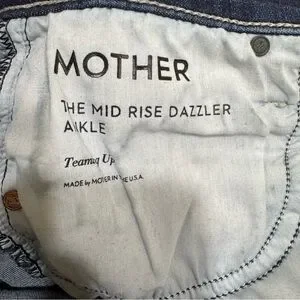 MOTHER
THE MID RISE DAZZLER
ANKLE
Teaming Up
MADE by MOTHER IN THE U.S.A.